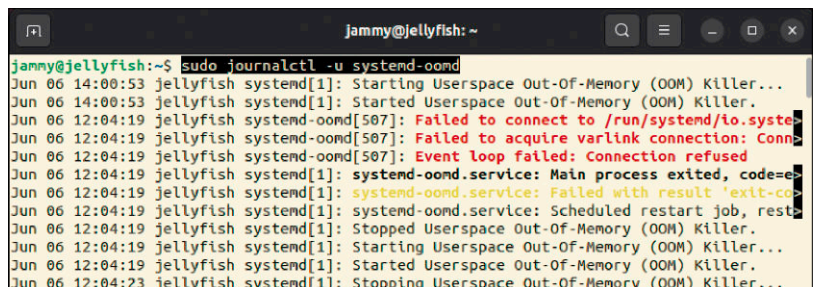 jammy@jellyfish: ~
jammy@jellyfish:~$ sudo journalctl -u systemd-oomd
Jun 06 14:00:53 jellyfish systemd[1]: Starting Userspace Out-Of-Memory (OOM) Killer...
Jun 06 14:00:53 jellyfish systemd[1]: Started Userspace Out-Of-Memory (OOM) Killer.
Jun 06 12:04:19 jellyfish systemd-oomd[507]: Failed to connect to /run/systemd/io.syste>
Jun 06 12:04:19 jellyfish systemd-oomd[507]: Failed to acquire varlink connection: Conn>
Jun 06 12:04:19 jellyfish systemd-oomd[507]: Event loop failed: Connection refused
Jun 06 12:04:19 jellyfish systemd[1]: systemd-oomd.service: Main process exited, code=e>
Jun 06 12:04:19 jellyfish systemd[1]: systemd-oomd.service: Failed with result 'exit-co>
Jun 06 12:04:19 jellyfish systemd[1]: systemd-oomd.service: Scheduled restart job, rest>
Jun 06 12:04:19 jellyfish systemd[1]: Stopped Userspace Out-Of-Memory (OOM) Killer.
Jun 06 12:04:19 jellyfish systemd[1]: Starting Userspace Out-Of-Memory (OOM) Killer...
Jun 06 12:04:19 jellyfish systemd[1]: Started Userspace Out-Of-Memory (OOM) Killer.
Jun 06 12:04:23 jellyfish systemd[1]: Stopping Userspace Out-Of-Memory (OOM) Killer...